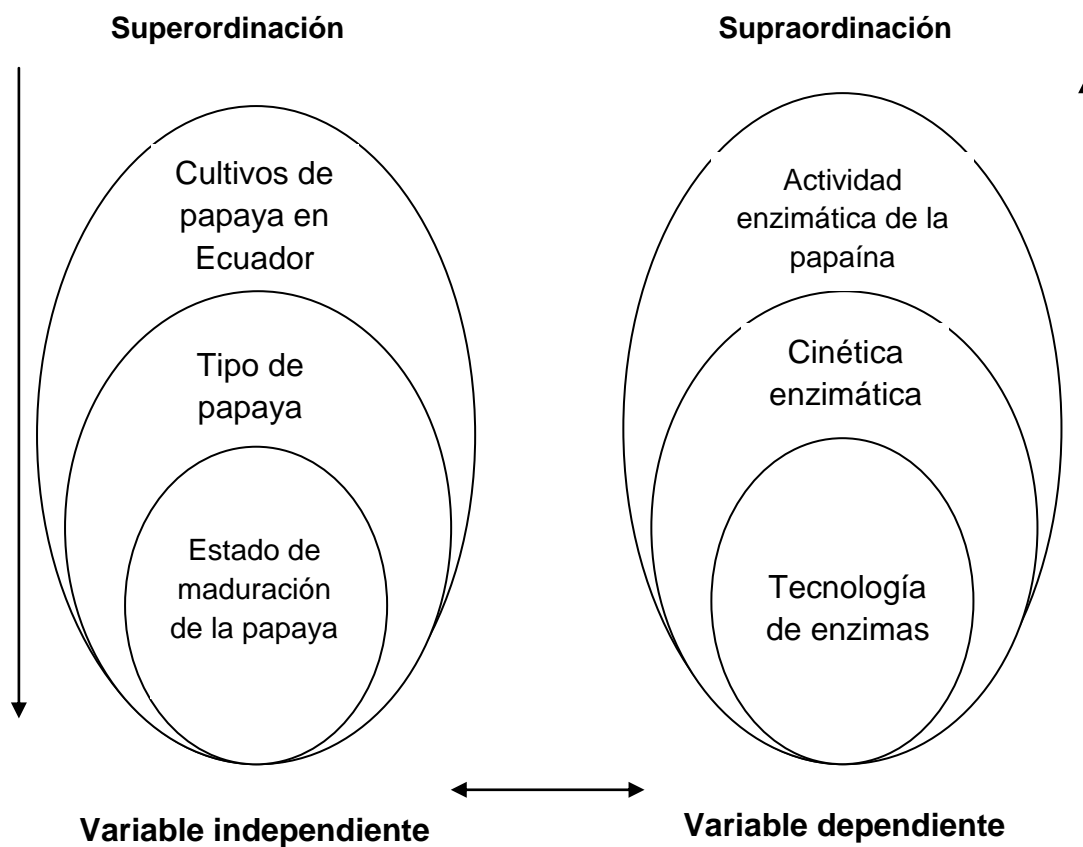 Superordinación
Supraordinación
Cultivos de
papaya en
Ecuador
Tipo de
papaya
Estado de
maduración
de la papaya
Actividad
enzimática de la
papaína
Cinética
enzimática
Tecnología
de enzimas
Variable independiente
Variable dependiente